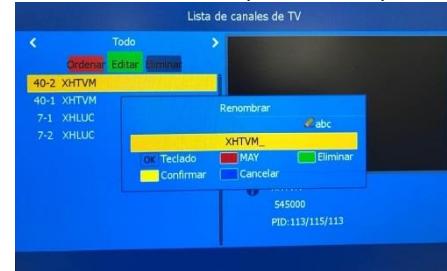 Lista de canales de TV
Todo
Ordenar Editar Eliminar
40-2 XHTVM
40-1 XHTVM
7-1 XHLUC
7-2 XHLUC
Renombrar
abc
XHTVM_
OK Teclado MAY Eliminar
Confirmar Cancelar
545000
PID:113/115/113